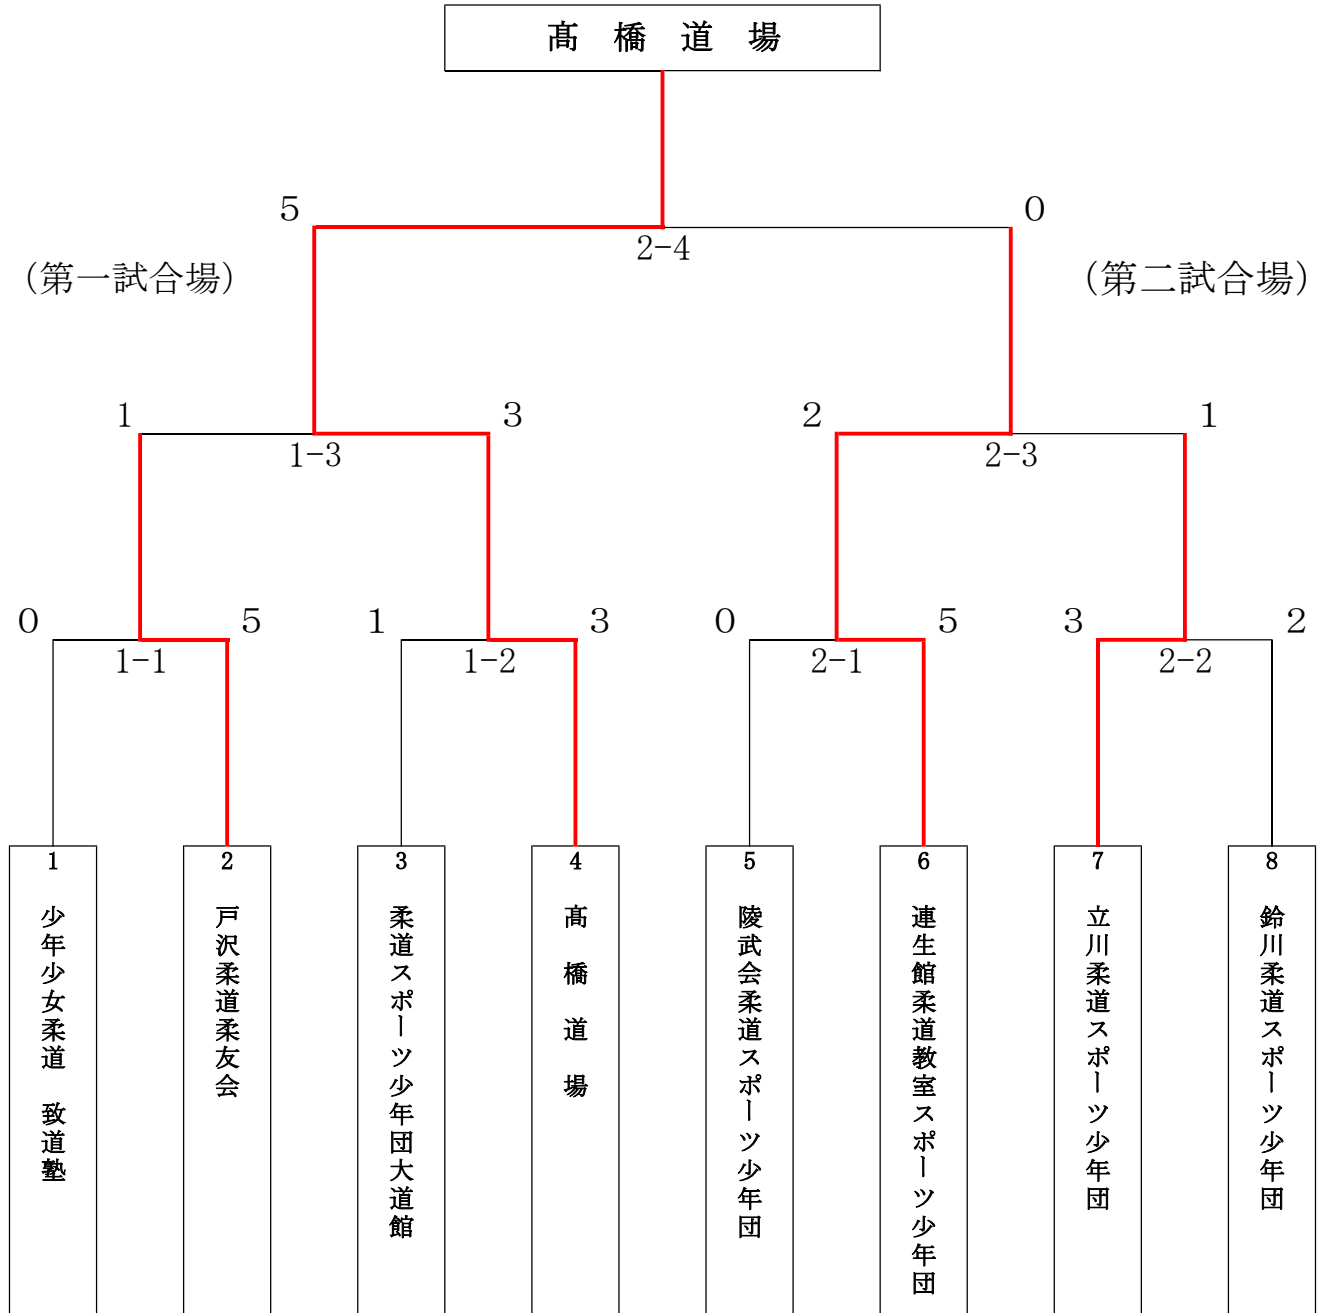 髙橋道場
5
0
2-4
(第一試合場)
(第二試合場)
1
3
2
1
1-3
2-3
0
5
1
3
0
5
3
2
1-1
1-2
2-1
2-2
1 少年少女柔道 致道塾
2 戸沢柔道柔友会
3 柔道スポーツ少年団大道館
4 髙橋道場
5 陵武会柔道スポーツ少年団
6 連生館柔道教室スポーツ少年団
7 立川柔道スポーツ少年団
8 鈴川柔道スポーツ少年団